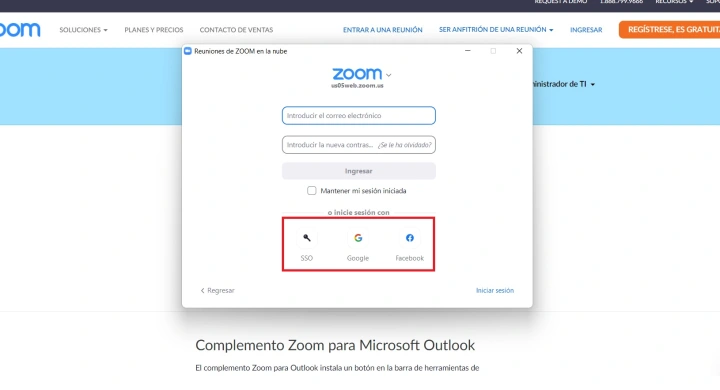 REQUEST A DEMO 1.888.799.9666 RECURSOS
SOLUCIONES PLANES Y PRECIOS CONTACTO DE VENTAS ENTRAR A UNA REUNIÓN SER ANFITRIÓN DE UNA REUNIÓN INGRESAR REGÍSTRESE, ES GRATUITA
Reuniones de ZOOM en la nube
zoom
us05web.zoom.us
ministrador de TI
Introducir el correo electrónico
Introducir la nueva contras... ¿Se le ha olvidado?
Ingresar
Mantener mi sesión iniciada
o inicie sesión con
SSO Google Facebook
Regresar Iniciar sesión
Complemento Zoom para Microsoft Outlook
El complemento Zoom para Outlook instala un botón en la barra de herramientas de